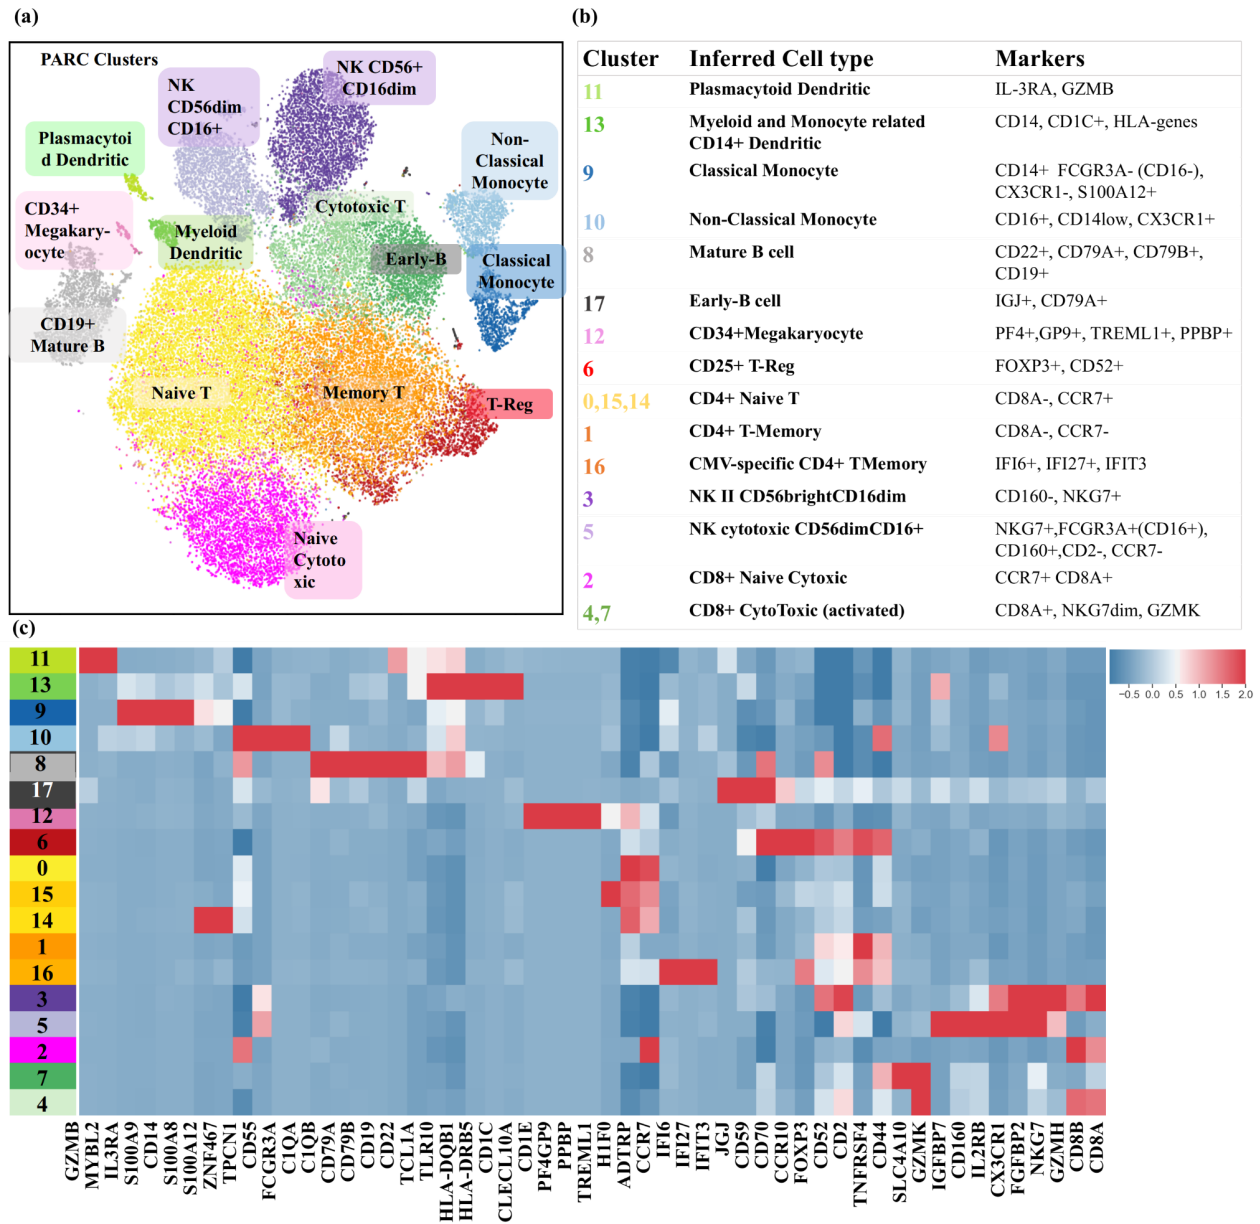 (a)
PARC Clusters
NK
CD56dim
CD16+
NK CD56+
CD16dim
Plasmacytoi
d Dendritic
Non-
Classical
Monocyte
CD34+
Megakary-
ocyte
Myeloid
Dendritic
Cytotoxic T
Early-B
Classical
Monocyte
CD19+
Mature B
Naive T
Memory T
T-Reg
Naive
Cytoto
xic
(b)
Cluster Inferred Cell type Markers
11 Plasmacytoid Dendritic IL-3RA, GZMB
13 Myeloid and Monocyte related CD14, CD1C+, HLA-genes
CD14+ Dendritic
9 Classical Monocyte CD14+ FCGR3A- (CD16-),
CX3CR1-, S100A12+
10 Non-Classical Monocyte CD16+, CD14low, CX3CR1+
8 Mature B cell CD22+, CD79A+, CD79B+,
CD19+
17 Early-B cell IGJ+, CD79A+
12 CD34+Megakaryocyte PF4+,GP9+, TREML1+, PPBP+
6 CD25+ T-Reg FOXP3+, CD52+
0,15,14 CD4+ Naive T CD8A-, CCR7+
1 CD4+ T-Memory CD8A-, CCR7-
16 CMV-specific CD4+ TMemory IFI6+, IFI27+, IFIT3
3 NK II CD56brightCD16dim CD160-, NKG7+
5 NK cytotoxic CD56dimCD16+ NKG7+,FCGR3A+(CD16+),
CD160+,CD2-, CCR7-
2 CD8+ Naive Cytoxic CCR7+ CD8A+
4,7 CD8+ CytoToxic (activated) CD8A+, NKG7dim, GZMK
(c)
11
13
9
10
8
17
12
6
0
15
14
1
16
3
5
2
7
4
−0.5 0.0 0.5 1.0 1.5 2.0
GZMB
MYBL2
IL3RA
S100A9
CD14
S100A8
S100A12
ZNF467
TPCN1
CD55
FCGR3A
C1QA
C1QB
CD79A
CD79B
CD19
CD22
TCL1A
TLR10
HLA-DQB1
HLA-DRB5
CD1C
CLECL10A
CD1E
PF4GP9
PPBP
TREML1
H1F0
ADTRP
CCR7
IFI6
IFI27
IFIT3
JGJ
CD59
CD70
CCR10
FOXP3
CD52
CD2
TNFRSF4
CD44
SLC4A10
GZMK
IGFBP7
CD160
IL2RB
CX3CR1
FGFBP2
NKG7
GZMH
CD8B
CD8A